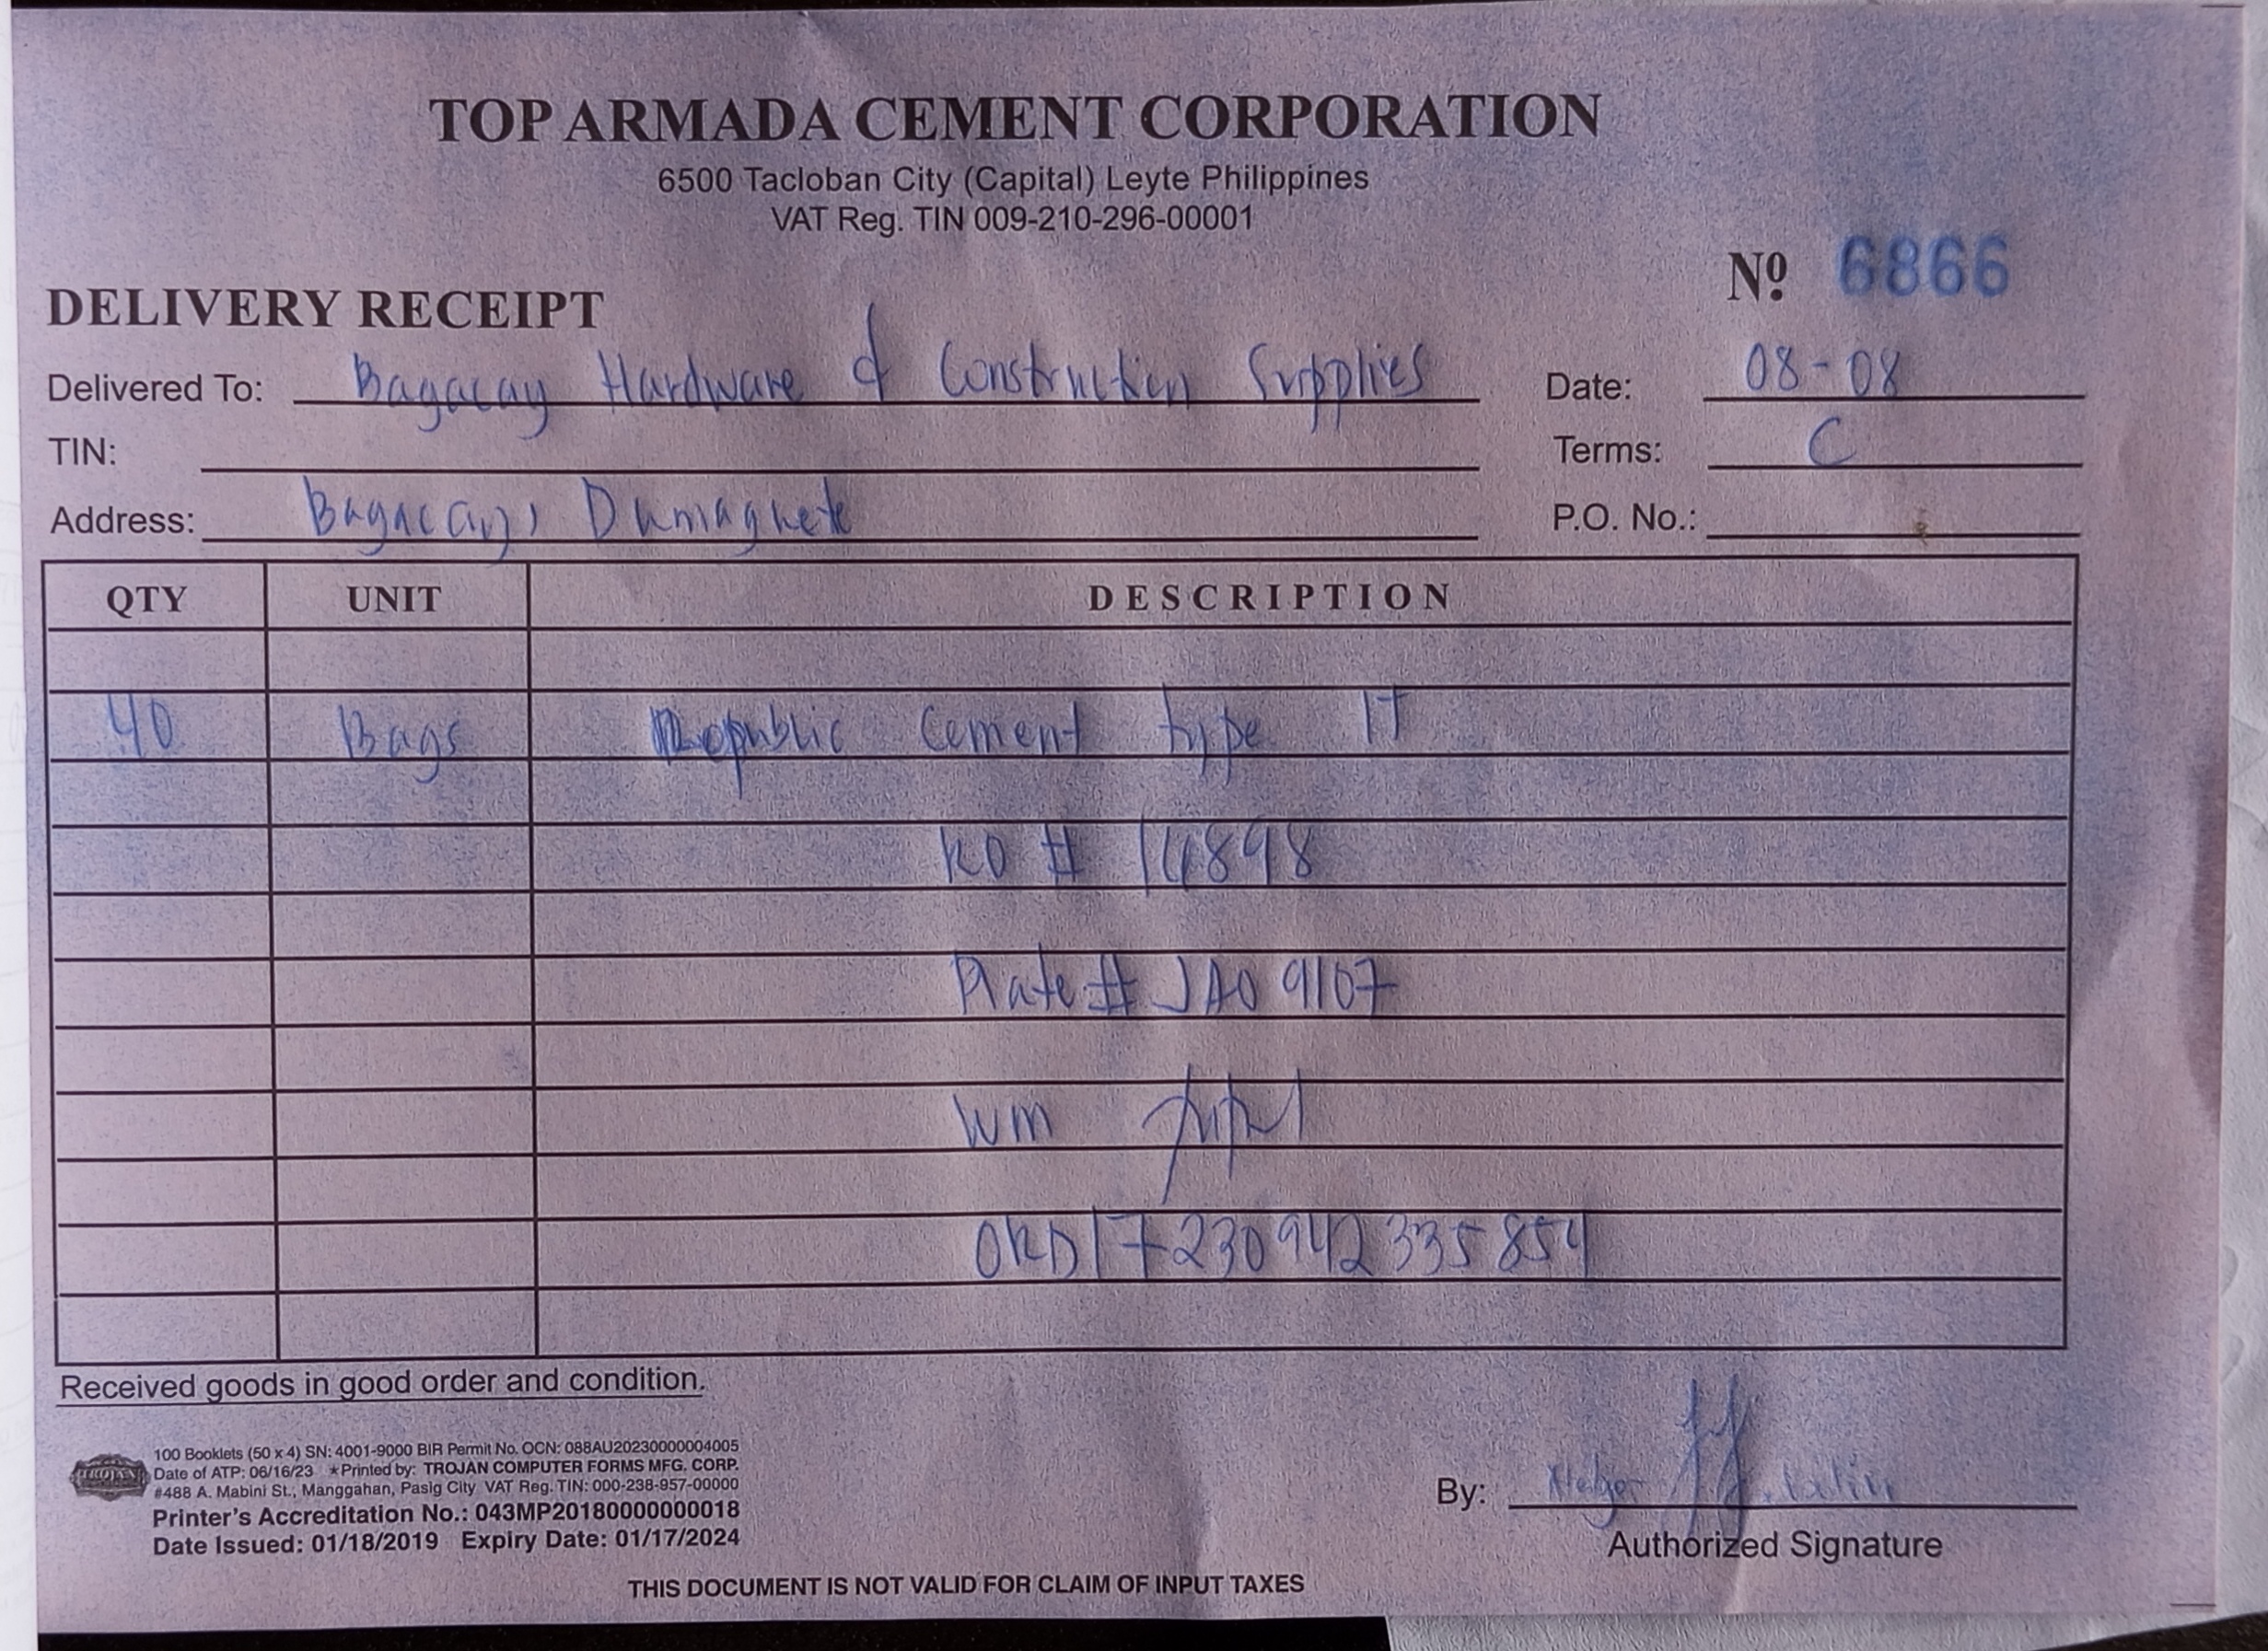 TOP ARMADA CEMENT CORPORATION
6500 Tacloban City (Capital) Leyte Philippines
VAT Reg. TIN 009-210-296-00001
Nº 6866
DELIVERY RECEIPT
Delivered To: Bagacay Hardware & Construction Supplies Date: 08-08
TIN: Terms: C
Address: Bagacay, Dumaguete P.O. No.:
QTY UNIT DESCRIPTION
40 Bags Republic Cement type 1T
RO # 14898
Plate # JAO 9107
WM
ORD17230942335854
Received goods in good order and condition.
TROJAN
100 Booklets (50 x 4) SN: 4001-9000 BIR Permit No. OCN: 088AU20230000004005
Date of ATP: 06/16/23 ★Printed by: TROJAN COMPUTER FORMS MFG. CORP.
#488 A. Mabini St., Manggahan, Pasig City VAT Reg. TIN: 000-238-957-00000
Printer's Accreditation No.: 043MP20180000000018
Date Issued: 01/18/2019 Expiry Date: 01/17/2024
By:
Authorized Signature
THIS DOCUMENT IS NOT VALID FOR CLAIM OF INPUT TAXES